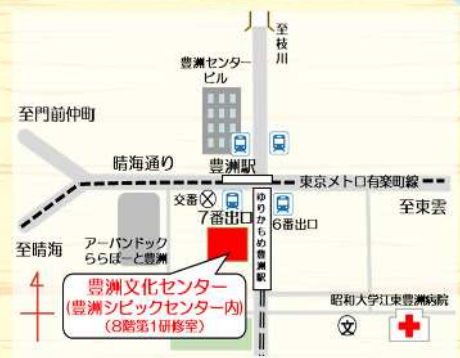 至枝川
豊洲センター
ビル
至門前仲町
晴海通り
豊洲駅
東京メトロ有楽町線
交番
7番出口
ゆりかもめ豊洲駅
6番出口
至東雲
至晴海
アーバンドック
ららぽーと豊洲
豊洲文化センター
(豊洲シビックセンター内)
(8階第1研修室)
昭和大学江東豊洲病院
文